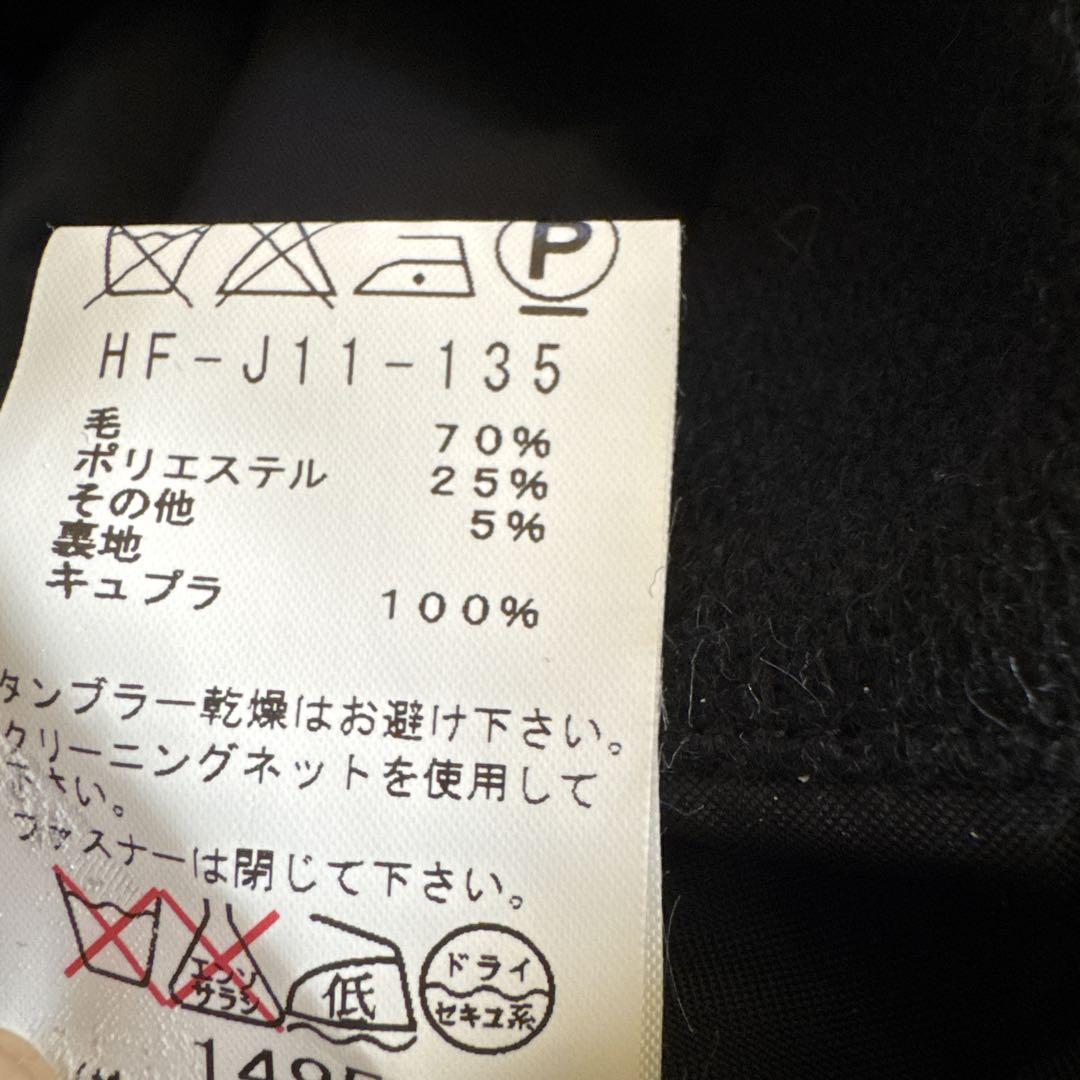 P
HF-J11-135
毛 70%
ポリエステル 25%
その他 5%
裏地
キュプラ 100%
タンブラー乾燥はお避け下さい。
クリーニングネットを使用して
下さい。
ファスナーは閉じて下さい。
エンソ
サラシ
低
ドライ
セキユ系